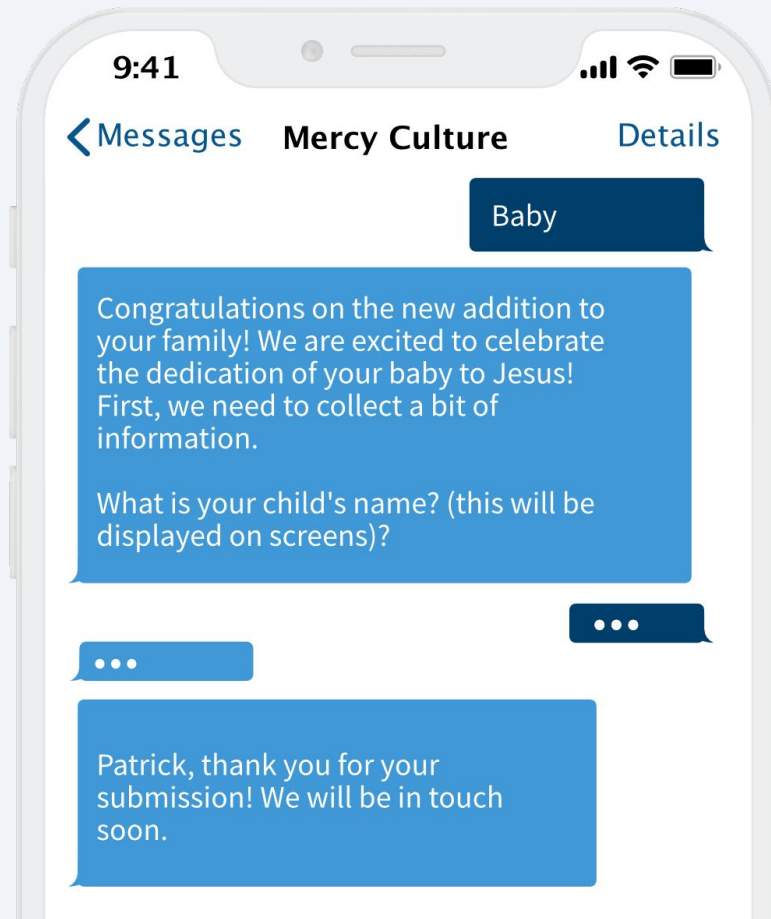 9:41
Messages Mercy Culture Details
Baby
Congratulations on the new addition to
your family! We are excited to celebrate
the dedication of your baby to Jesus!
First, we need to collect a bit of
information.
What is your child's name? (this will be
displayed on screens)?
•••
•••
Patrick, thank you for your
submission! We will be in touch
soon.